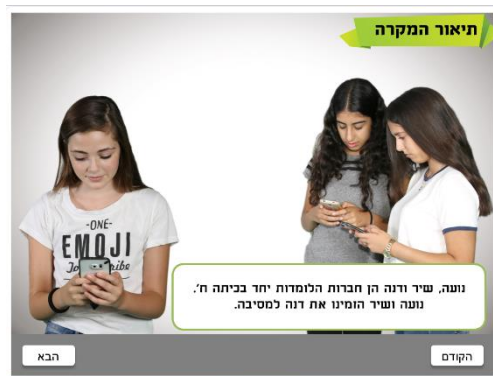 תיאור המקרה
-ONE-
EMOJI
נועה, שיר ודנה הן חברות הלומדות יחד בכיתה ח'.
נועה ושיר הזמינו את דנה למסיבה.
הבא
הקודם